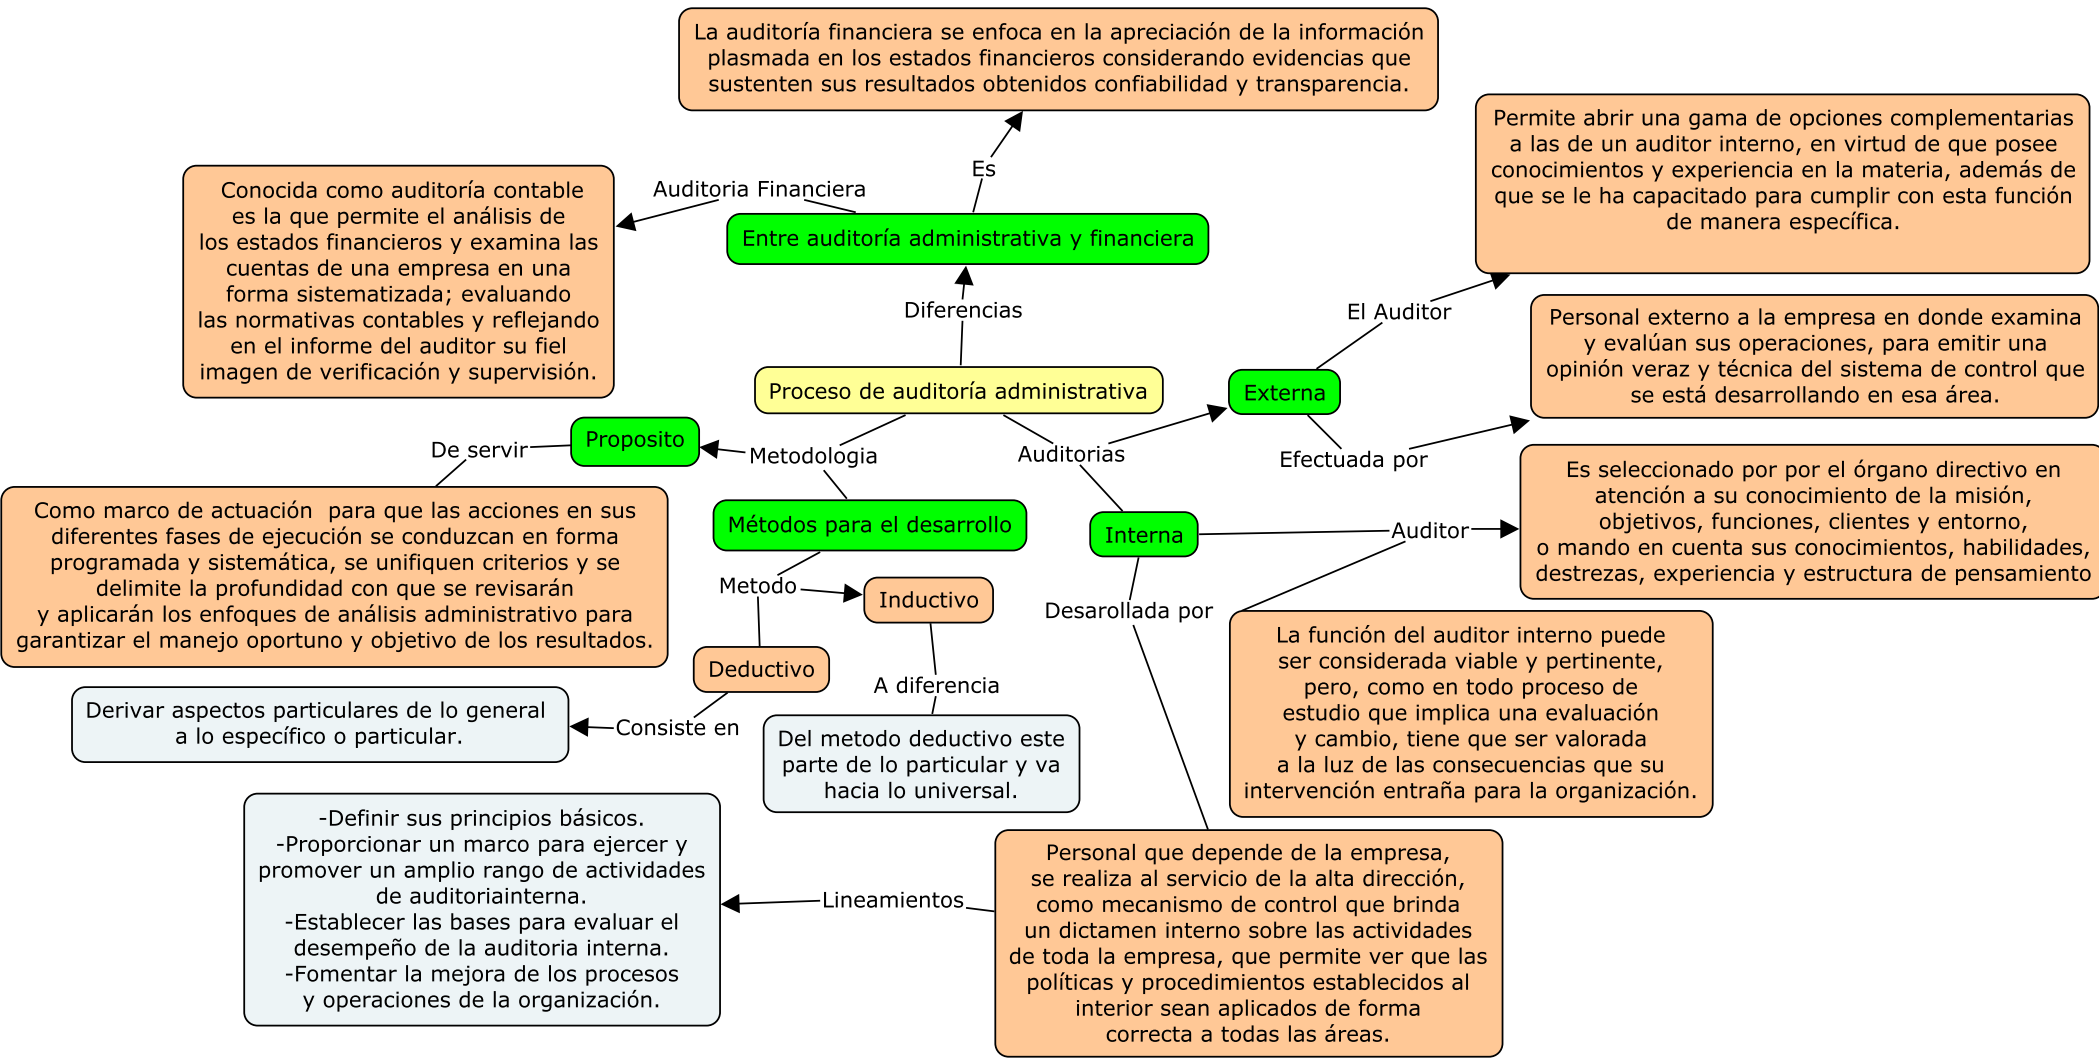 La auditoría financiera se enfoca en la apreciación de la información
plasmada en los estados financieros considerando evidencias que
sustenten sus resultados obtenidos confiabilidad y transparencia.
Es
Auditoria Financiera
Conocida como auditoría contable
es la que permite el análisis de
los estados financieros y examina las
cuentas de una empresa en una
forma sistematizada; evaluando
las normativas contables y reflejando
en el informe del auditor su fiel
imagen de verificación y supervisión.
Entre auditoría administrativa y financiera
Diferencias
Proceso de auditoría administrativa
Permite abrir una gama de opciones complementarias
a las de un auditor interno, en virtud de que posee
conocimientos y experiencia en la materia, además de
que se le ha capacitado para cumplir con esta función
de manera específica.
El Auditor
Externa
Personal externo a la empresa en donde examina
y evalúan sus operaciones, para emitir una
opinión veraz y técnica del sistema de control que
se está desarrollando en esa área.
Efectuada por
Auditorias
Metodologia
Proposito
De servir
Como marco de actuación  para que las acciones en sus
diferentes fases de ejecución se conduzcan en forma
programada y sistemática, se unifiquen criterios y se
delimite la profundidad con que se revisarán
y aplicarán los enfoques de análisis administrativo para
garantizar el manejo oportuno y objetivo de los resultados.
Métodos para el desarrollo
Metodo
Inductivo
Deductivo
Consiste en
Derivar aspectos particulares de lo general
a lo específico o particular.
A diferencia
Del metodo deductivo este
parte de lo particular y va
hacia lo universal.
Interna
Auditor
Es seleccionado por por el órgano directivo en
atención a su conocimiento de la misión,
objetivos, funciones, clientes y entorno,
o mando en cuenta sus conocimientos, habilidades,
destrezas, experiencia y estructura de pensamiento
La función del auditor interno puede
ser considerada viable y pertinente,
pero, como en todo proceso de
estudio que implica una evaluación
y cambio, tiene que ser valorada
a la luz de las consecuencias que su
intervención entraña para la organización.
Desarollada por
Personal que depende de la empresa,
se realiza al servicio de la alta dirección,
como mecanismo de control que brinda
un dictamen interno sobre las actividades
de toda la empresa, que permite ver que las
políticas y procedimientos establecidos al
interior sean aplicados de forma
correcta a todas las áreas.
Lineamientos
-Definir sus principios básicos.
-Proporcionar un marco para ejercer y
promover un amplio rango de actividades
de auditoriainterna.
-Establecer las bases para evaluar el
desempeño de la auditoria interna.
-Fomentar la mejora de los procesos
y operaciones de la organización.